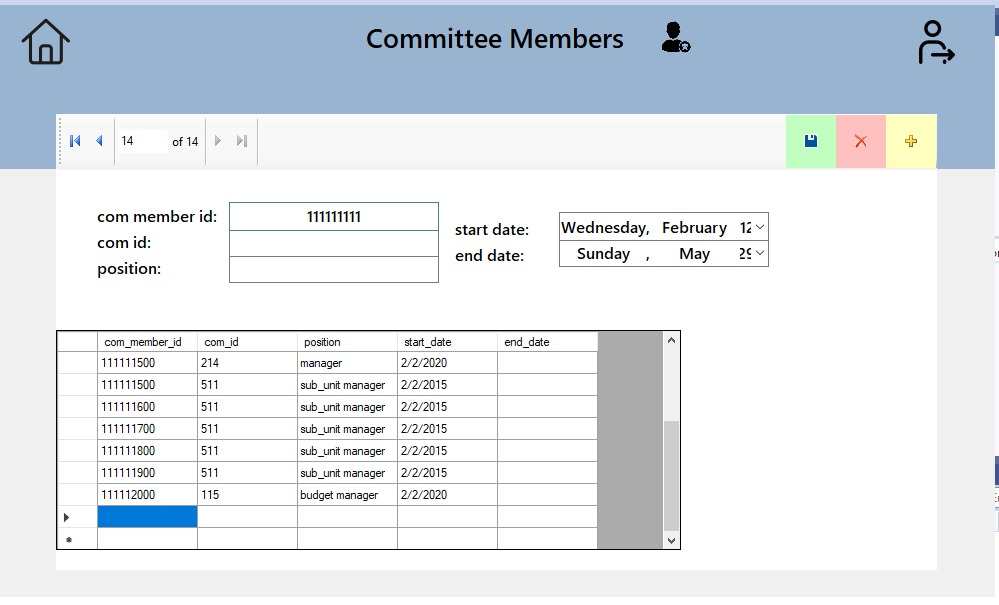 Committee Members
14 of 14
com member id: 111111111
com id:
position:
start date: Wednesday, February 12
end date: Sunday , May 29
com_member_id com_id position start_date end_date
111111500 214 manager 2/2/2020
111111500 511 sub_unit manager 2/2/2015
111111600 511 sub_unit manager 2/2/2015
111111700 511 sub_unit manager 2/2/2015
111111800 511 sub_unit manager 2/2/2015
111111900 511 sub_unit manager 2/2/2015
111112000 115 budget manager 2/2/2020